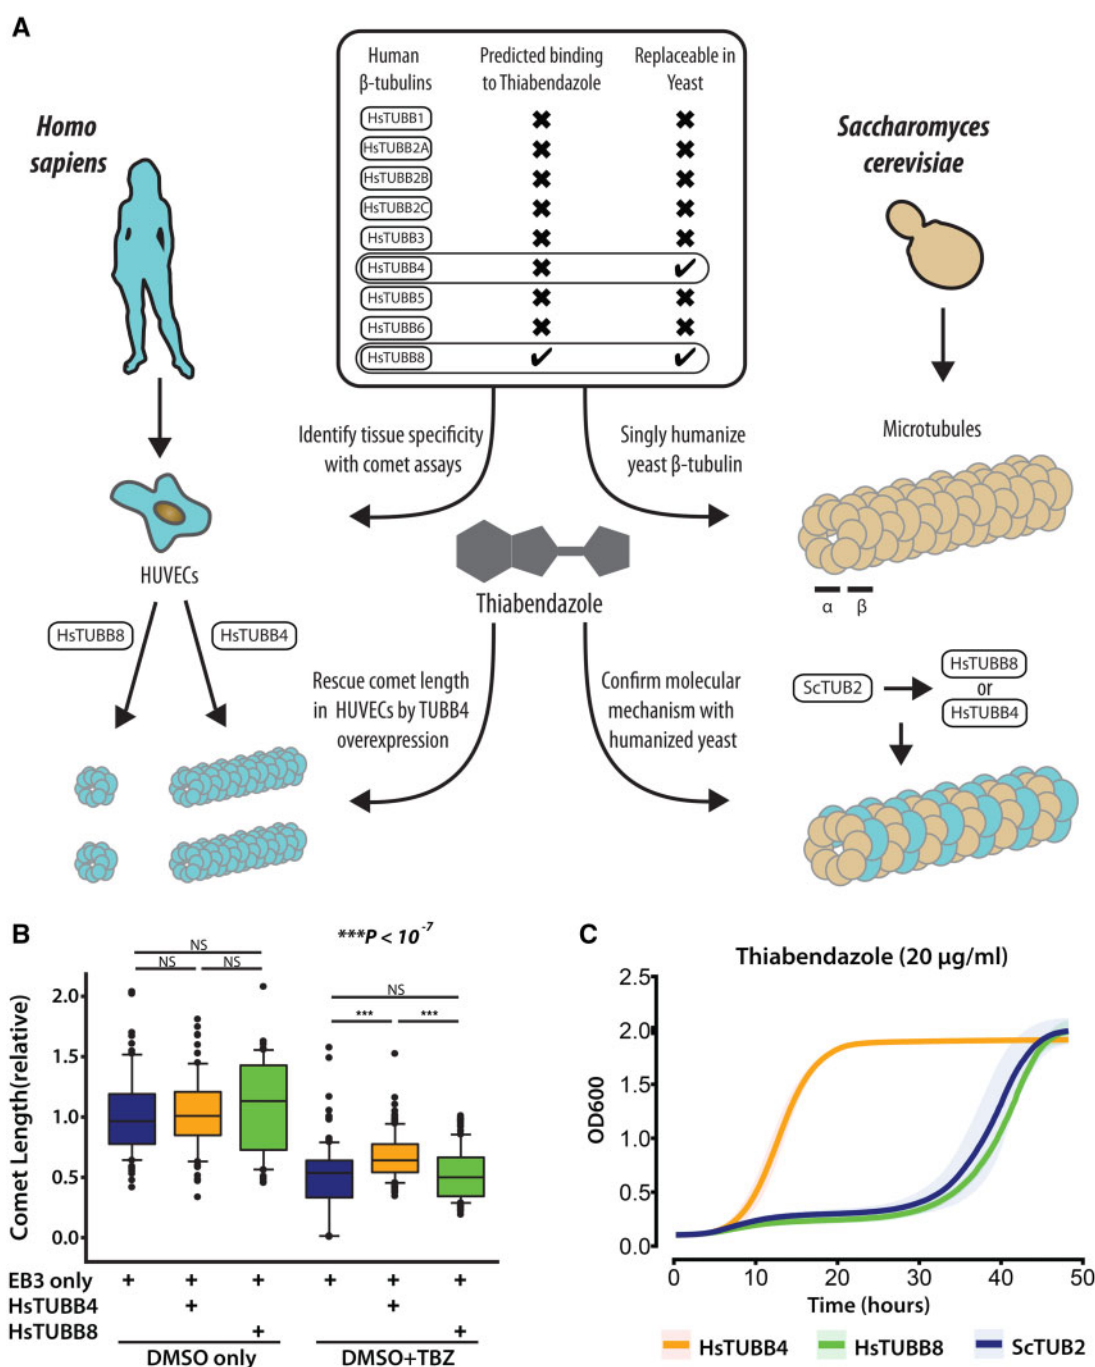 A
Homo
sapiens
Human
β-tubulins
Predicted binding
to Thiabendazole
Replaceable in
Yeast
HsTUBB1
HsTUBB2A
HsTUBB2B
HsTUBB2C
HsTUBB3
HsTUBB4
HsTUBB5
HsTUBB6
HsTUBB8
Saccharomyces
cerevisiae
Identify tissue specificity
with comet assays
Singly humanize
yeast β-tubulin
Microtubules
HUVECs
Thiabendazole
α β
HsTUBB8
HsTUBB4
Rescue comet length
in HUVECs by TUBB4
overexpression
Confirm molecular
mechanism with
humanized yeast
ScTUB2
HsTUBB8
or
HsTUBB4
B
***P < 10⁻⁷
NS
NS NS
NS
*** ***
Comet Length(relative)
2.0
1.5
1.0
0.5
0.0
EB3 only + + + + + +
HsTUBB4 + +
HsTUBB8 + +
DMSO only DMSO+TBZ
C
Thiabendazole (20 µg/ml)
OD600
2.5
2.0
1.5
1.0
0.5
0.0
0 10 20 30 40 50
Time (hours)
HsTUBB4 HsTUBB8 ScTUB2